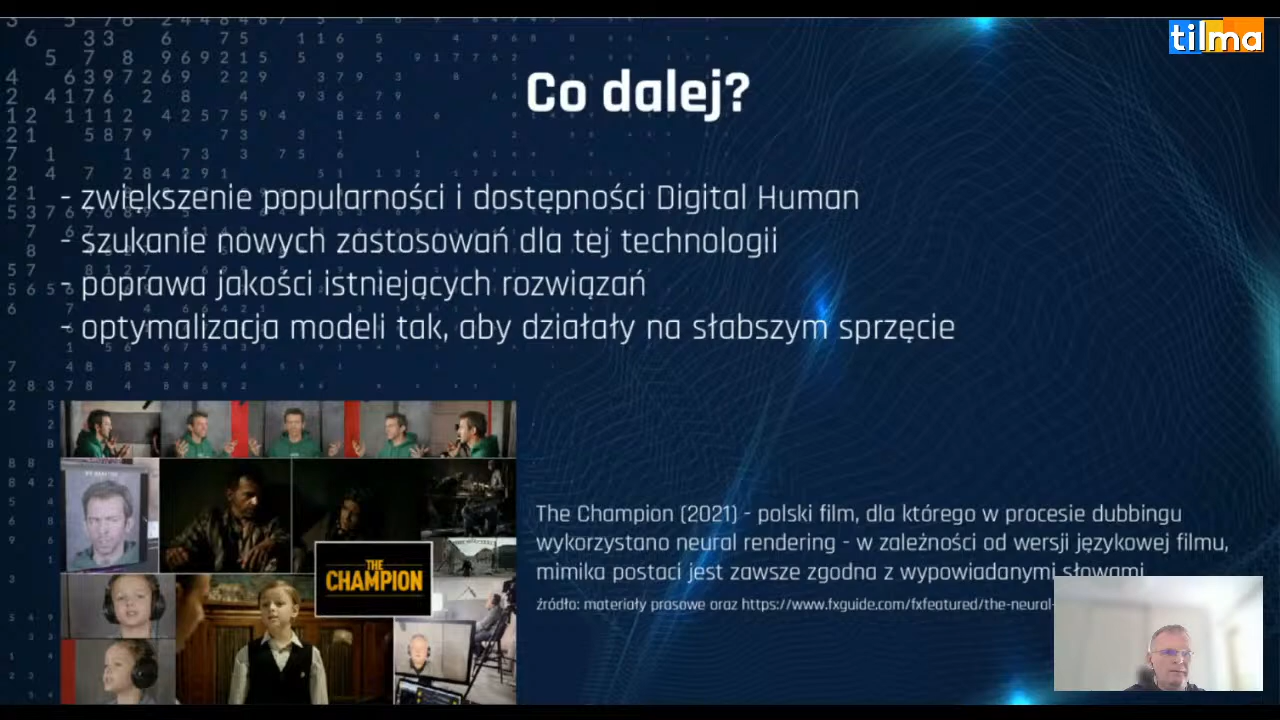 tilma
Co dalej?
- zwiększenie popularności i dostępności Digital Human
- szukanie nowych zastosowań dla tej technologii
- poprawa jakości istniejących rozwiązań
- optymalizacja modeli tak, aby działały na słabszym sprzęcie
THE
CHAMPION
The Champion (2021) - polski film, dla którego w procesie dubbingu
wykorzystano neural rendering - w zależności od wersji językowej filmu,
mimika postaci jest zawsze zgodna z wypowiadanymi słowami
źródło: materiały prasowe oraz https://www.fxguide.com/fxfeatured/the-neural-